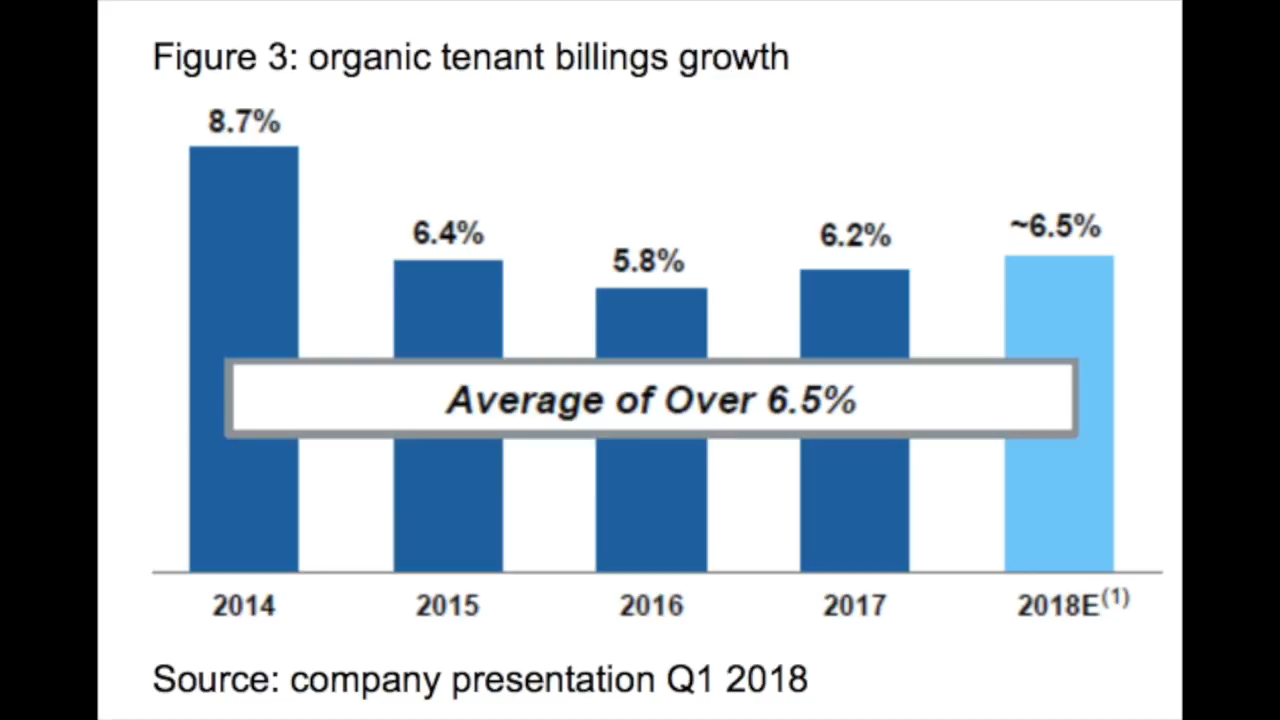 Figure 3: organic tenant billings growth
8.7%
6.4%
5.8%
6.2%
~6.5%
Average of Over 6.5%
2014 2015 2016 2017 2018E(1)
Source: company presentation Q1 2018